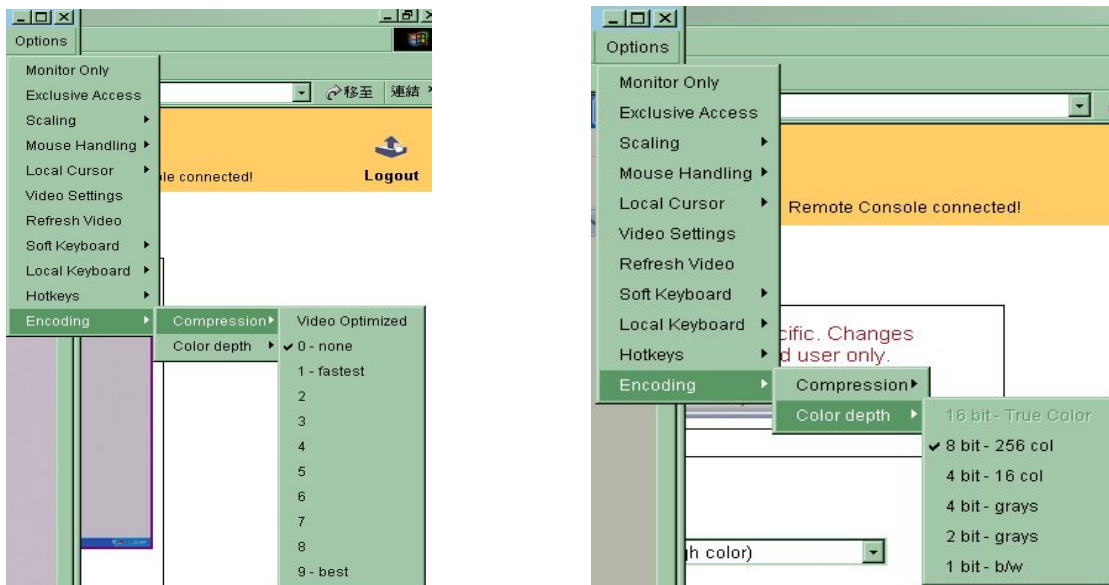 Options
移至 連結
Monitor Only
Exclusive Access
Scaling
Mouse Handling
Local Cursor
Video Settings
Refresh Video
Soft Keyboard
Local Keyboard
Hotkeys
Encoding
connected!
Logout
Compression
Color depth
Video Optimized
0 - none
1 - fastest
2
3
4
5
6
7
8
9 - best
Options
Monitor Only
Exclusive Access
Scaling
Mouse Handling
Local Cursor
Video Settings
Refresh Video
Soft Keyboard
Local Keyboard
Hotkeys
Encoding
Remote Console connected!
cific. Changes
d user only.
Compression
Color depth
16 bit - True Color
8 bit - 256 col
4 bit - 16 col
4 bit - grays
2 bit - grays
1 bit - b/w
gh color)